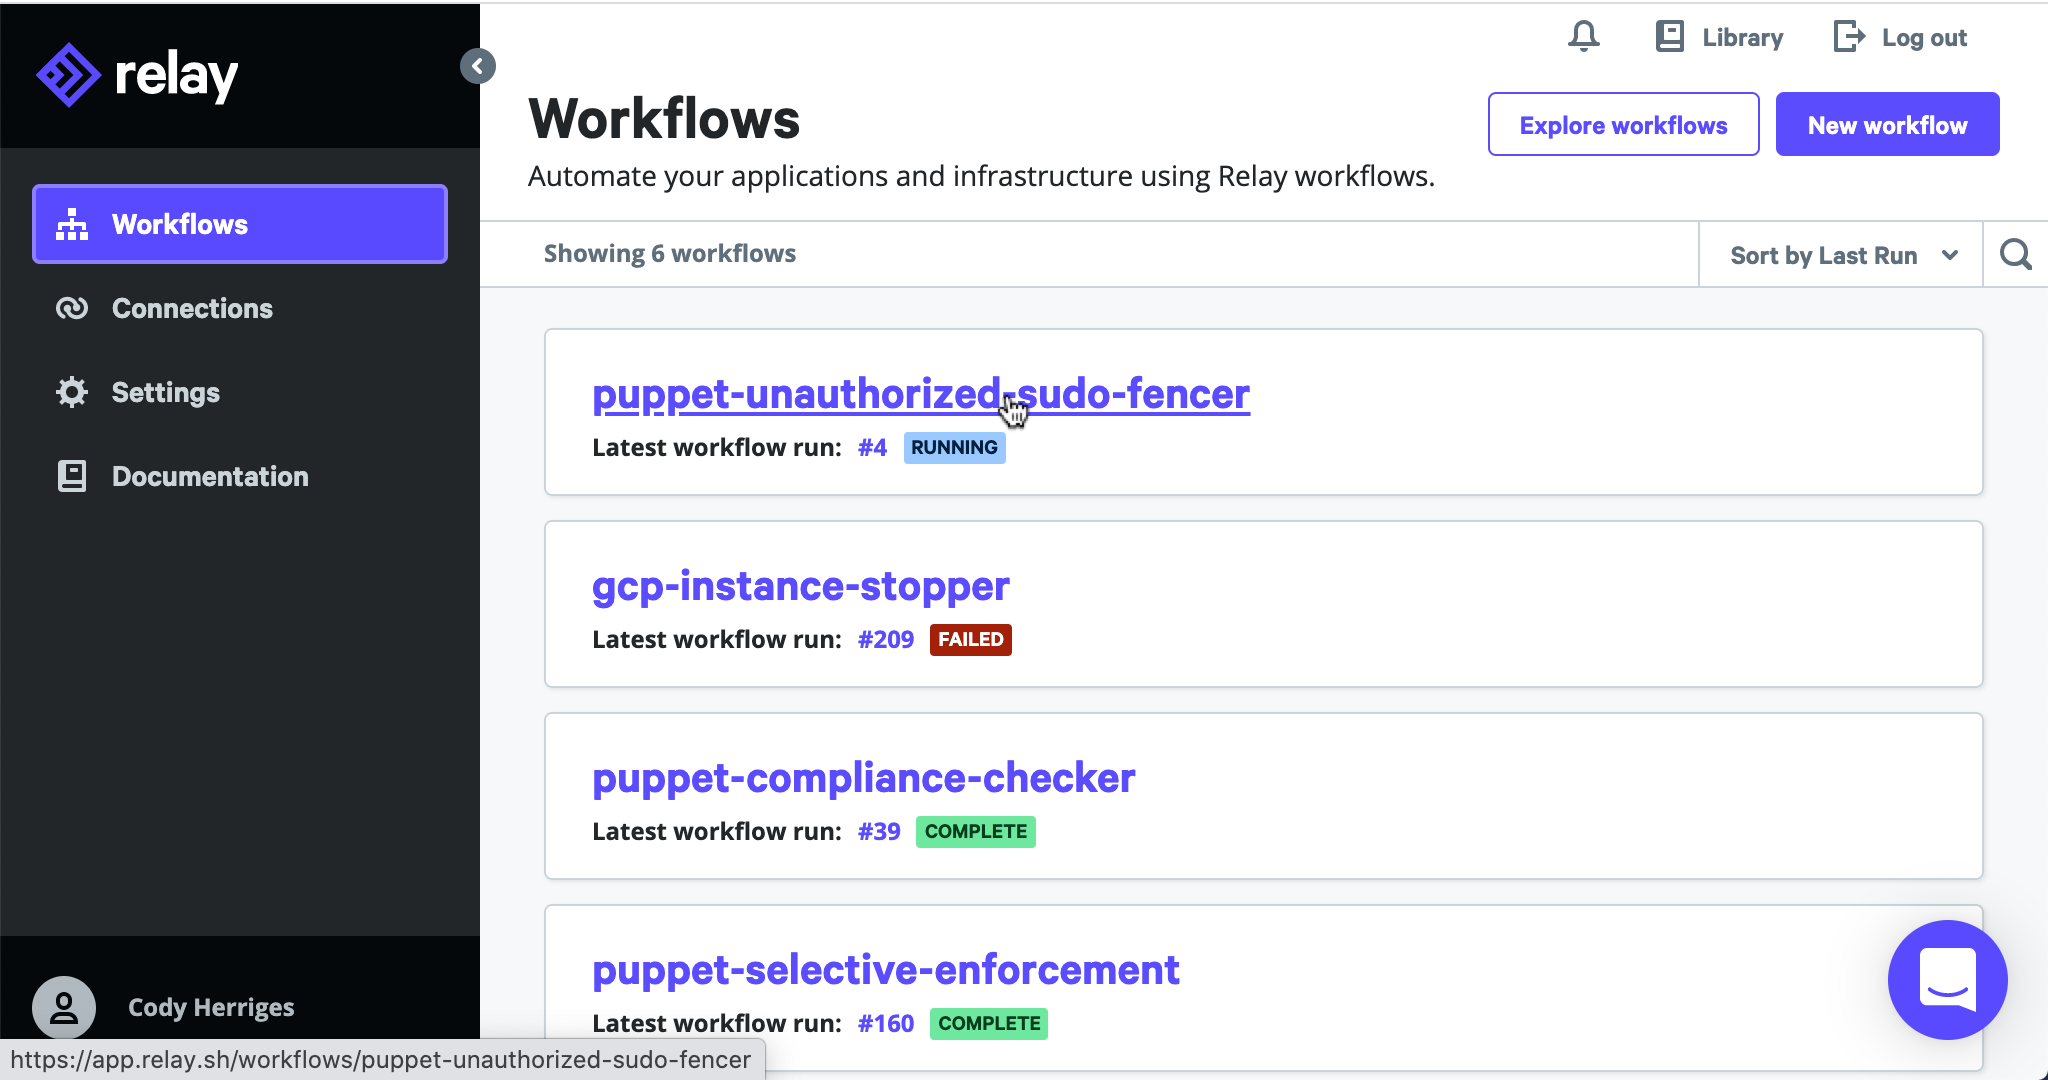 relay
Library
Log out
Workflows
Automate your applications and infrastructure using Relay workflows.
Explore workflows
New workflow
Workflows
Connections
Settings
Documentation
Showing 6 workflows
Sort by Last Run
puppet-unauthorized-sudo-fencer
Latest workflow run: #4 RUNNING
gcp-instance-stopper
Latest workflow run: #209 FAILED
puppet-compliance-checker
Latest workflow run: #39 COMPLETE
puppet-selective-enforcement
Latest workflow run: #160 COMPLETE
Cody Herriges
https://app.relay.sh/workflows/puppet-unauthorized-sudo-fencer